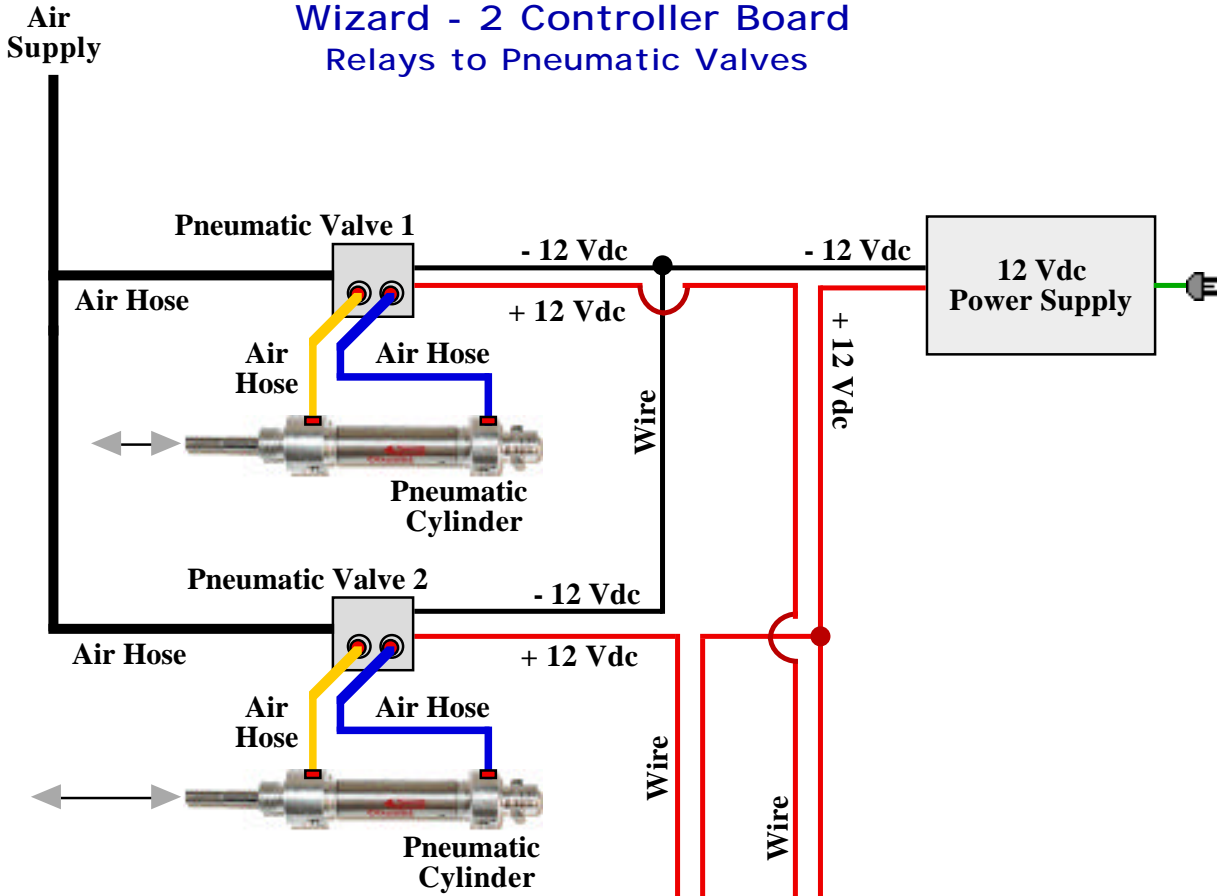 Wizard - 2 Controller Board
Relays to Pneumatic Valves
Air
Supply
Pneumatic Valve 1
- 12 Vdc
- 12 Vdc
12 Vdc
Power Supply
Air Hose
+ 12 Vdc
+ 12 Vdc
Air
Hose
Air Hose
Wire
Pneumatic
Cylinder
Pneumatic Valve 2
- 12 Vdc
Air Hose
+ 12 Vdc
Air
Hose
Air Hose
Wire
Wire
Pneumatic
Cylinder